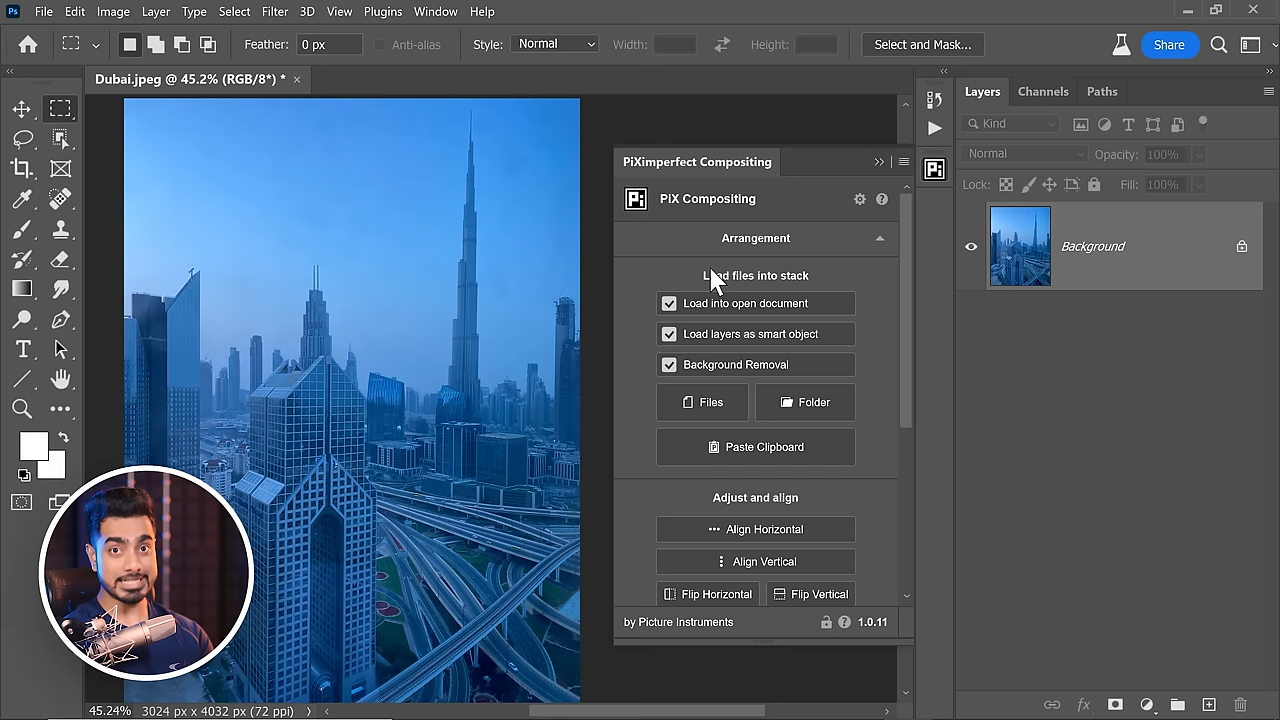 Ps File Edit Image Layer Type Select Filter 3D View Plugins Window Help
Feather: 0 px Anti-alias Style: Normal Width: Height: Select and Mask... Share
Dubai.jpeg @ 45.2% (RGB/8*) * ×
Layers Channels Paths
Kind
Normal Opacity: 100%
Lock: Fill: 100%
Background
PiXimperfect Compositing
Pi PiX Compositing
Arrangement
Load files into stack
Load into open document
Load layers as smart object
Background Removal
Files Folder
Paste Clipboard
Adjust and align
Align Horizontal
Align Vertical
Flip Horizontal Flip Vertical
by Picture Instruments 1.0.11
Pi
45.24% 3024 px x 4032 px (72 ppi)